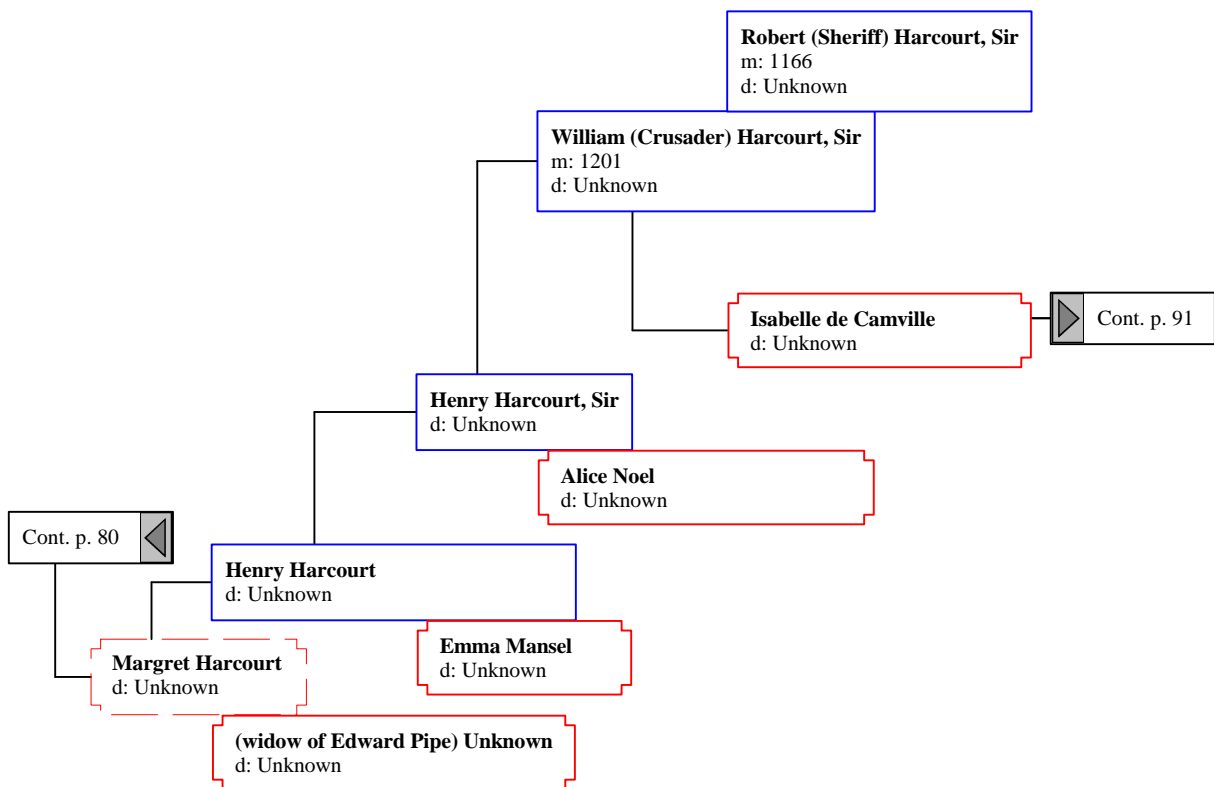 Robert (Sheriff) Harcourt, Sir
m: 1166
d: Unknown
William (Crusader) Harcourt, Sir
m: 1201
d: Unknown
Isabelle de Camville
d: Unknown
Cont. p. 91
Henry Harcourt, Sir
d: Unknown
Alice Noel
d: Unknown
Cont. p. 80
Henry Harcourt
d: Unknown
Emma Mansel
d: Unknown
Margret Harcourt
d: Unknown
(widow of Edward Pipe) Unknown
d: Unknown